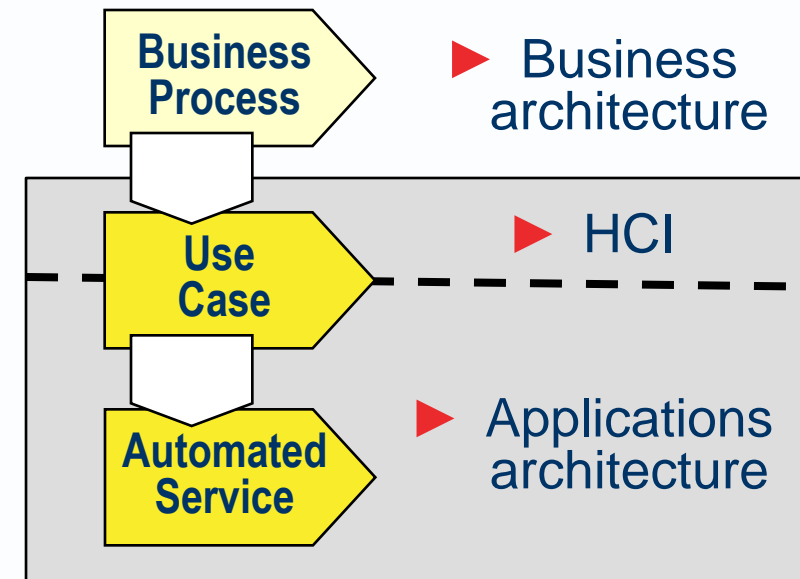 Business
Process
Business
architecture
Use
Case
HCI
Automated
Service
Applications
architecture